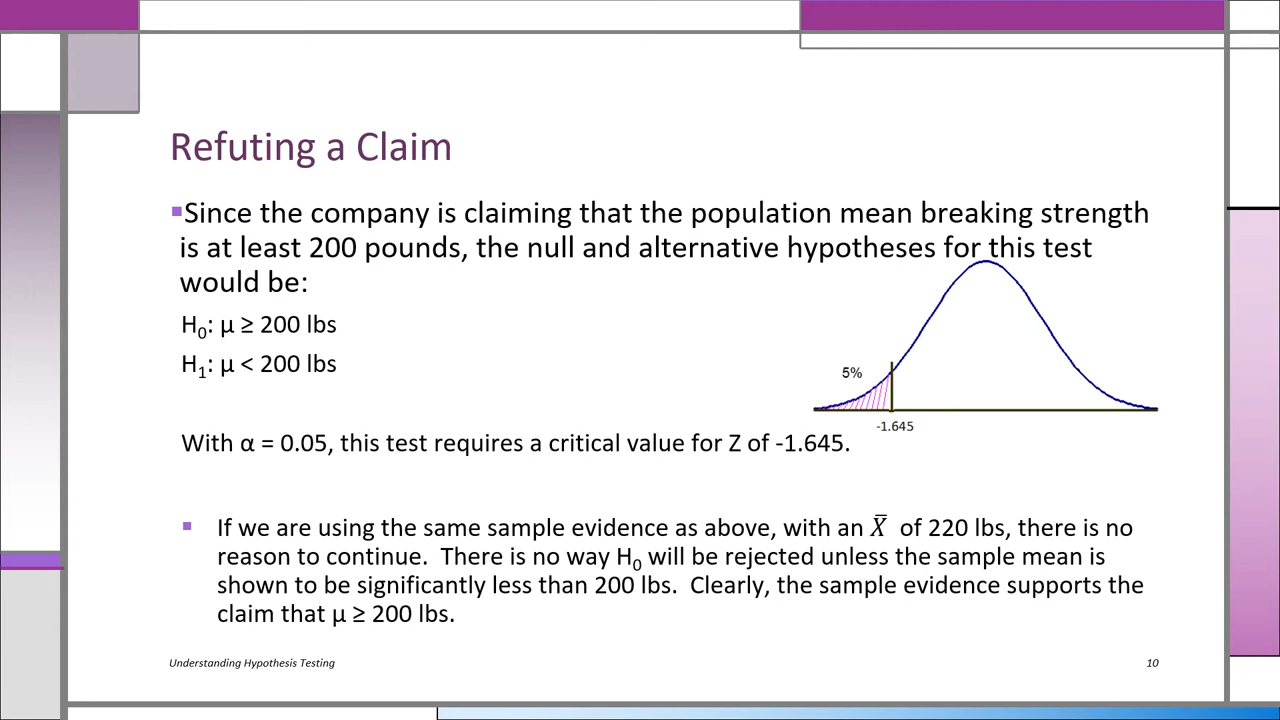 Refuting a Claim
▪Since the company is claiming that the population mean breaking strength
is at least 200 pounds, the null and alternative hypotheses for this test
would be:
H₀: μ ≥ 200 lbs
H₁: μ < 200 lbs
5%
-1.645
With α = 0.05, this test requires a critical value for Z of -1.645.
▪ If we are using the same sample evidence as above, with an X̅ of 220 lbs, there is no
reason to continue.  There is no way H₀ will be rejected unless the sample mean is
shown to be significantly less than 200 lbs.  Clearly, the sample evidence supports the
claim that μ ≥ 200 lbs.
Understanding Hypothesis Testing
10